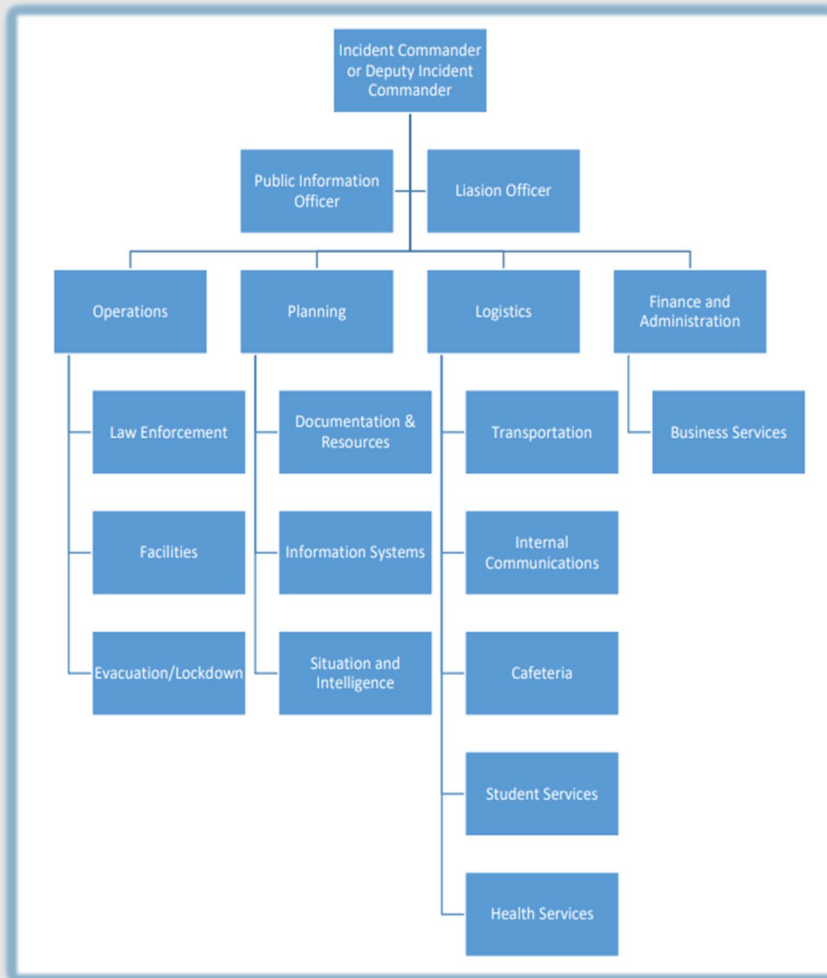 Incident Commander
or Deputy Incident
Commander
Public Information
Officer
Liasion Officer
Operations
Planning
Logistics
Finance and
Administration
Law Enforcement
Documentation &
Resources
Transportation
Business Services
Facilities
Information Systems
Internal
Communications
Evacuation/Lockdown
Situation and
Intelligence
Cafeteria
Student Services
Health Services